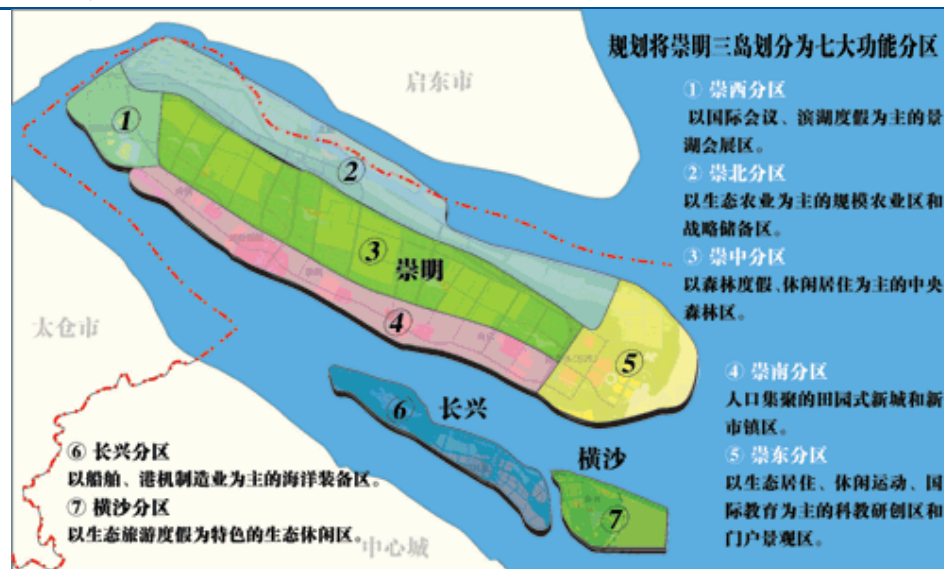 规划将崇明三岛划分为七大功能分区
① 崇西分区
以国际会议、滨湖度假为主的景
湖会展区。
② 崇北分区
以生态农业为主的规模农业区和
战略储备区。
③ 崇中分区
以森林度假、休闲居住为主的中央
森林区。
④ 崇南分区
人口集聚的田园式新城和新
市镇区。
⑤ 崇东分区
以生态居住、休闲运动、国
际教育为主的科教研创区和
门户景观区。
⑥ 长兴分区
以船舶、港机制造业为主的海洋装备区。
⑦ 横沙分区
以生态旅游度假为特色的生态休闲区。
启东市
太仓市
中心城
崇明
长兴
横沙
①
②
③
④
⑤
⑥
⑦